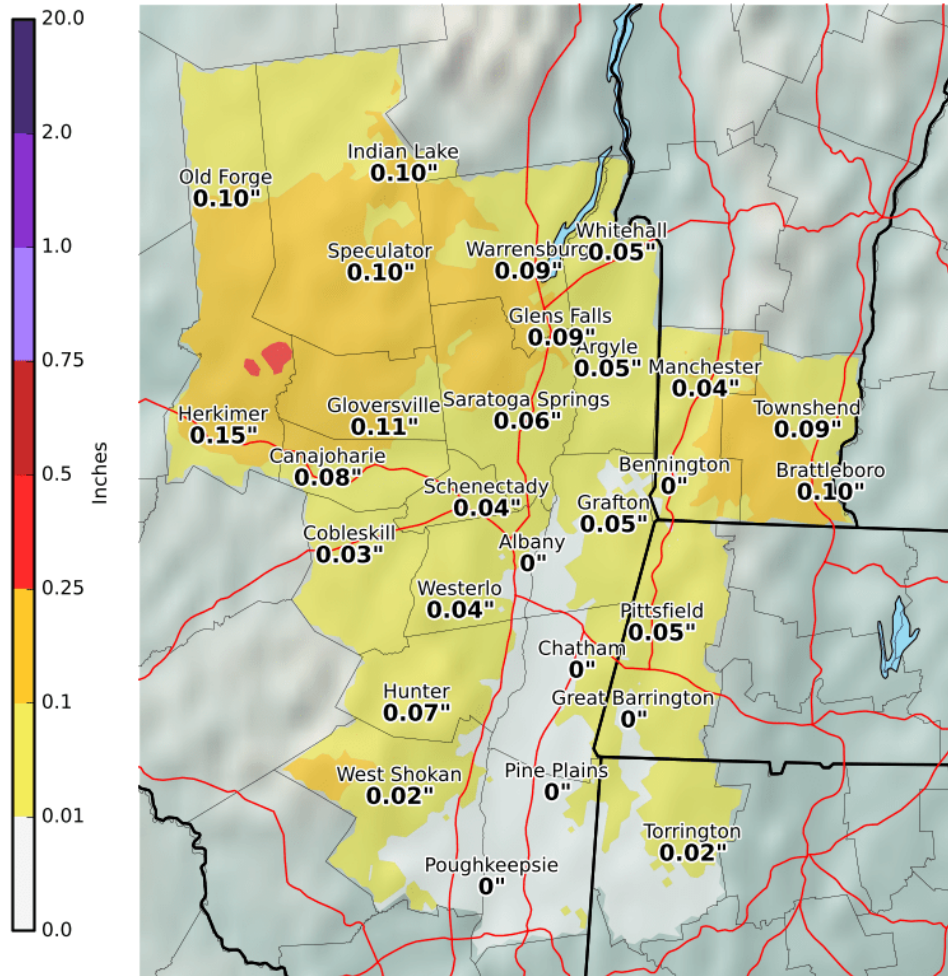 20.0
2.0
1.0
0.75
0.5
0.25
0.1
0.01
0.0
Inches
Indian Lake
0.10"
Old Forge
0.10"
Whitehall
0.05"
Speculator
0.10"
Warrensburg
0.09"
Glens Falls
0.09"
Argyle
0.05"
Manchester
0.04"
Herkimer
0.15"
Gloversville
0.11"
Saratoga Springs
0.06"
Townshend
0.09"
Canajoharie
0.08"
Schenectady
0.04"
Bennington
0"
Brattleboro
0.10"
Grafton
0.05"
Cobleskill
0.03"
Albany
0"
Westerlo
0.04"
Pittsfield
0.05"
Chatham
0"
Hunter
0.07"
Great Barrington
0"
West Shokan
0.02"
Pine Plains
0"
Torrington
0.02"
Poughkeepsie
0"